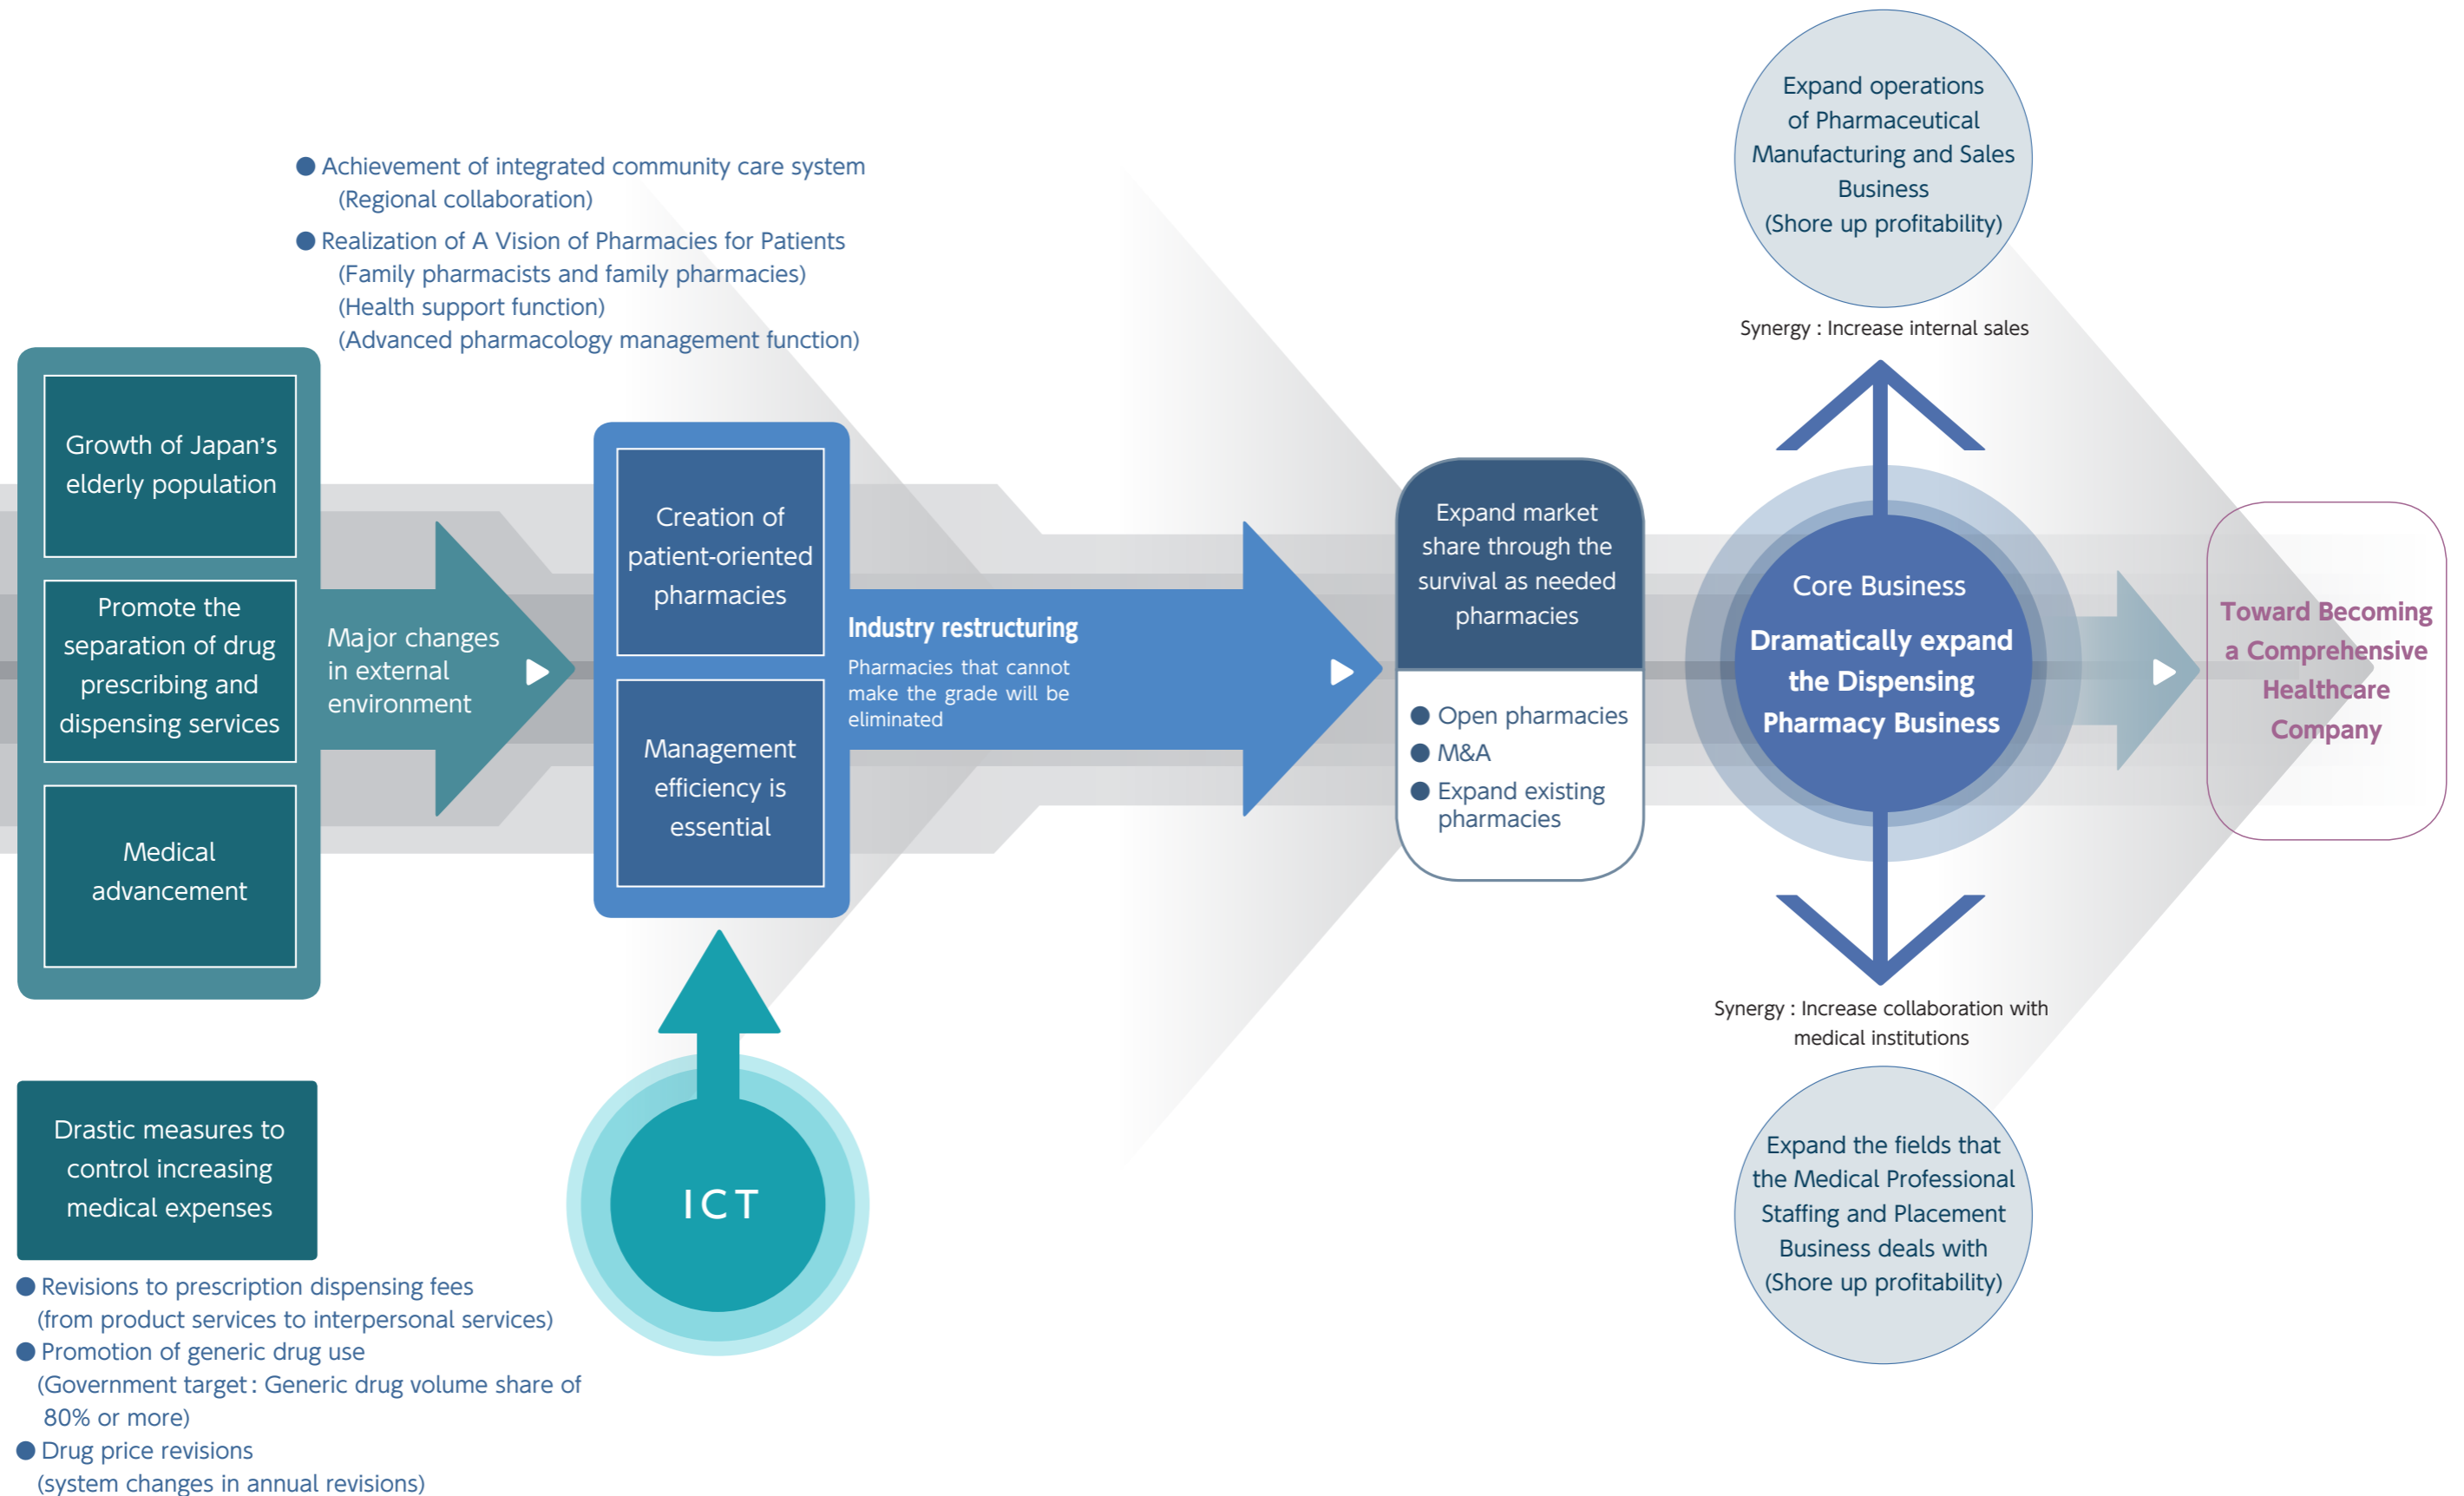 ● Achievement of integrated community care system
(Regional collaboration)
● Realization of A Vision of Pharmacies for Patients
(Family pharmacists and family pharmacies)
(Health support function)
(Advanced pharmacology management function)
Growth of Japan's
elderly population
Promote the
separation of drug
prescribing and
dispensing services
Medical
advancement
Major changes
in external
environment
Drastic measures to
control increasing
medical expenses
● Revisions to prescription dispensing fees
(from product services to interpersonal services)
● Promotion of generic drug use
(Government target : Generic drug volume share of
80% or more)
● Drug price revisions
(system changes in annual revisions)
Creation of
patient-oriented
pharmacies
Management
efficiency is
essential
ICT
Industry restructuring
Pharmacies that cannot
make the grade will be
eliminated
Expand market
share through the
survival as needed
pharmacies
● Open pharmacies
● M&A
● Expand existing
pharmacies
Expand operations
of Pharmaceutical
Manufacturing and Sales
Business
(Shore up profitability)
Synergy : Increase internal sales
Core Business
Dramatically expand
the Dispensing
Pharmacy Business
Synergy : Increase collaboration with
medical institutions
Expand the fields that
the Medical Professional
Staffing and Placement
Business deals with
(Shore up profitability)
Toward Becoming
a Comprehensive
Healthcare
Company